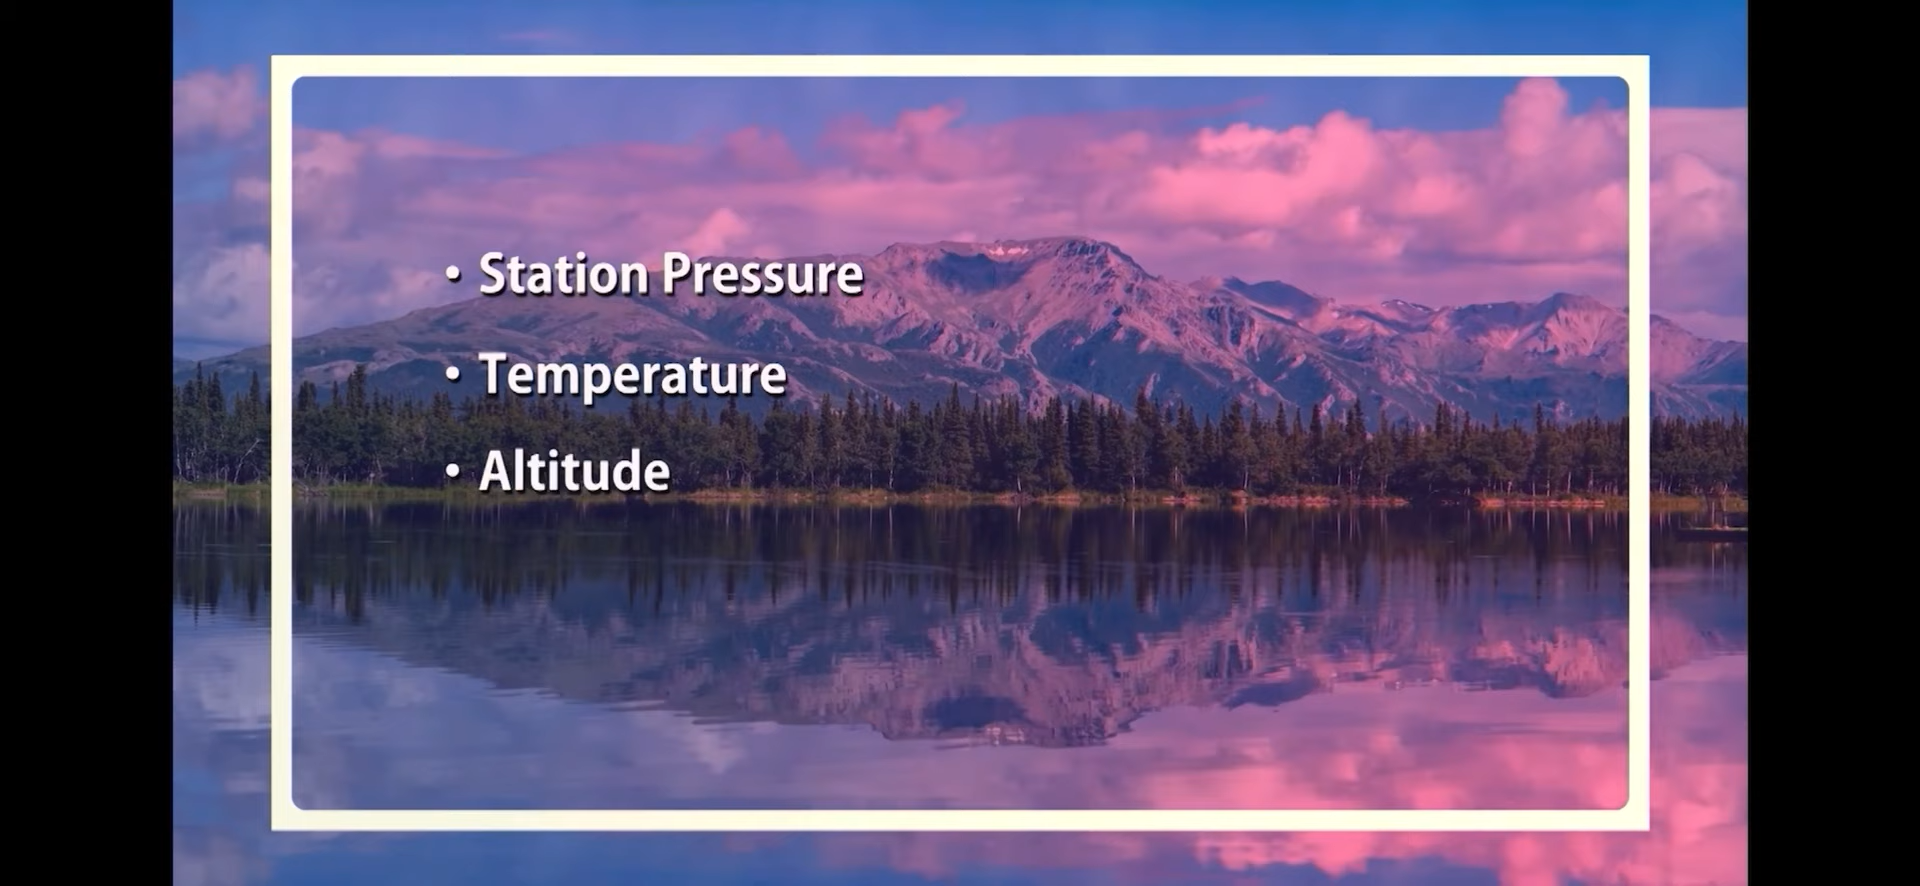 • Station Pressure
• Temperature
• Altitude